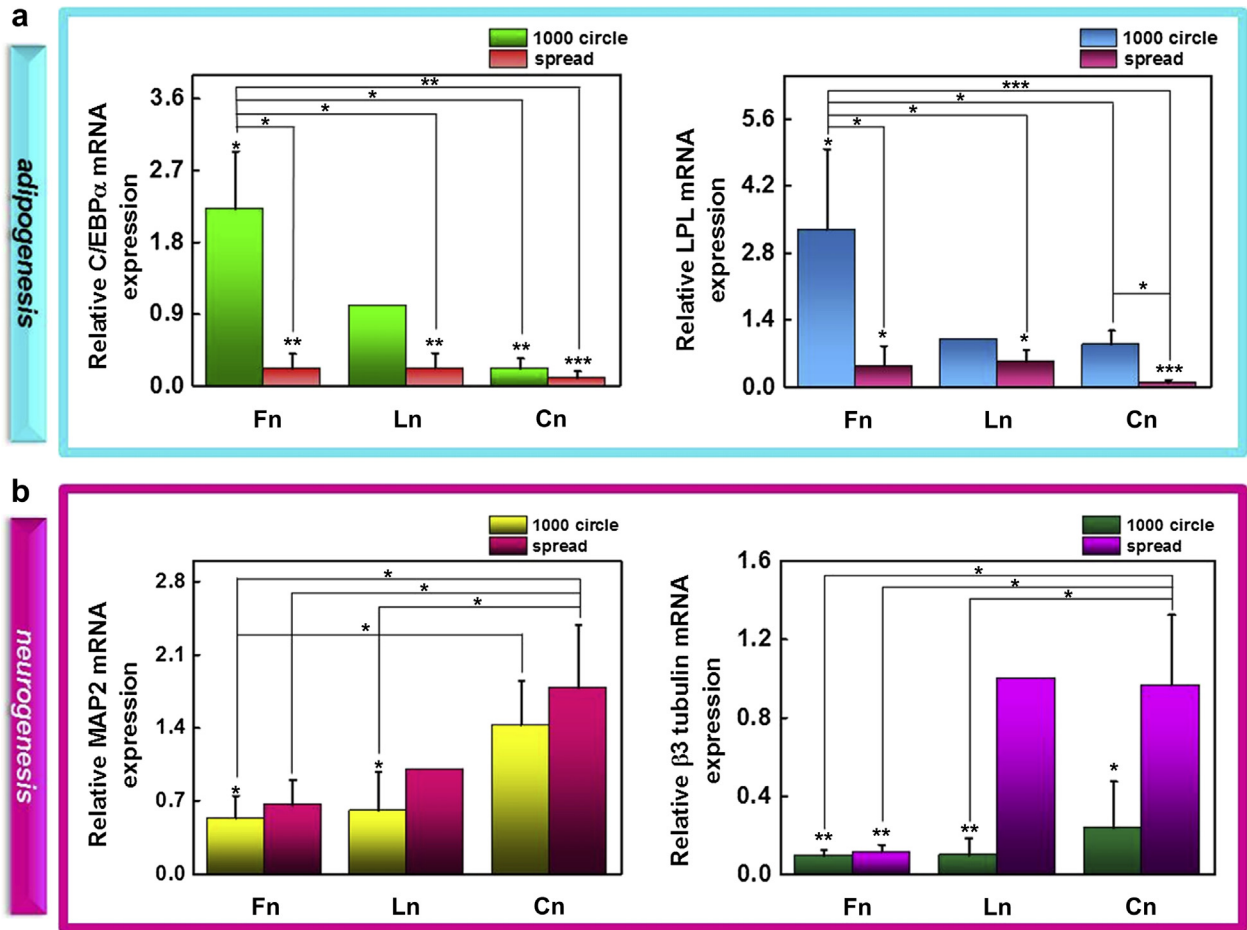 a
adipogenesis
1000 circle
spread
Relative C/EBPα mRNA
expression
3.6
2.7
1.8
0.9
0.0
**
*
*
*
*
**
**
**
***
Fn
Ln
Cn
1000 circle
spread
Relative LPL mRNA
expression
5.6
4.2
2.8
1.4
0.0
***
*
*
*
*
*
*
*
***
Fn
Ln
Cn
b
neurogenesis
1000 circle
spread
Relative MAP2 mRNA
expression
2.8
2.1
1.4
0.7
0.0
*
*
*
*
*
*
Fn
Ln
Cn
1000 circle
spread
Relative β3 tubulin mRNA
expression
1.6
1.2
0.8
0.4
0.0
*
*
*
**
**
**
*
Fn
Ln
Cn